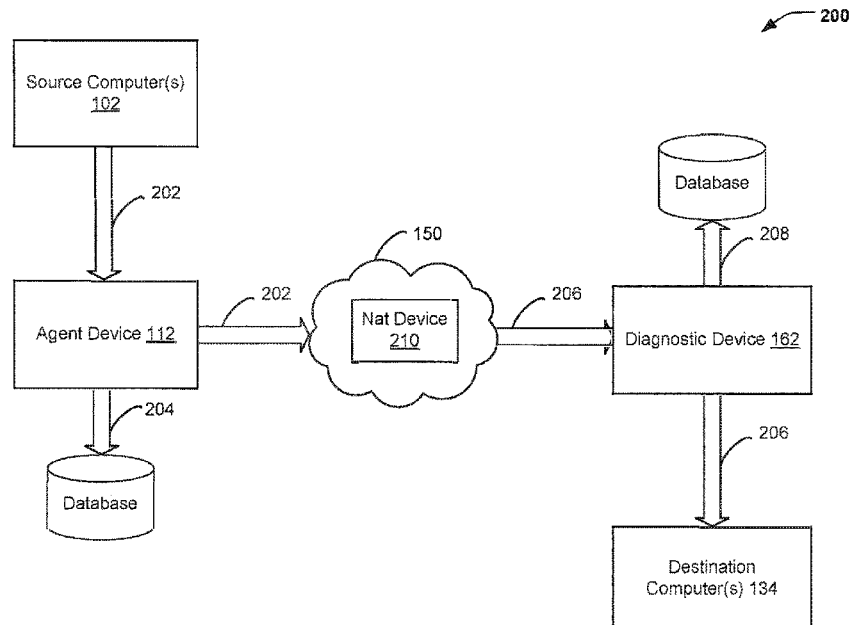 200
Source Computer(s)
102
202
Database
150
208
202
206
Agent Device 112
Nat Device
210
Diagnostic Device 162
204
206
Database
Destination
Computer(s) 134